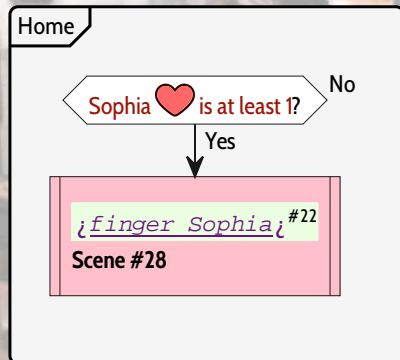 Home
Sophia ❤ is at least 1?
No
Yes
¿finger Sophia¿#22
Scene #28